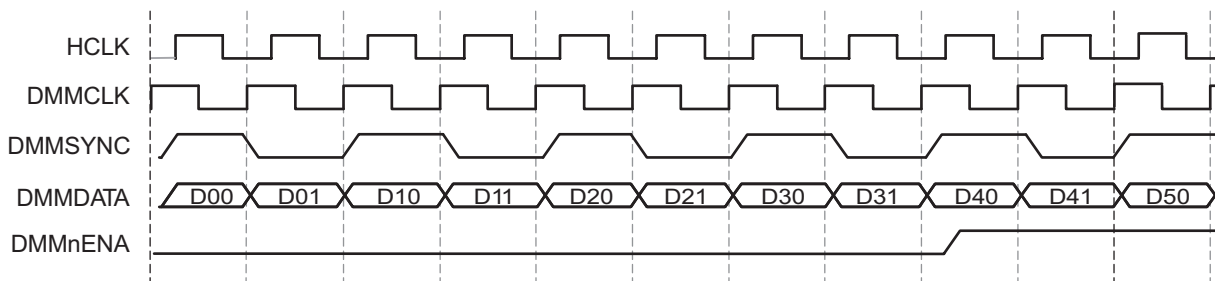 HCLK
DMMCLK
DMMSYNC
DMMDATA D00 D01 D10 D11 D20 D21 D30 D31 D40 D41 D50
DMMnENA